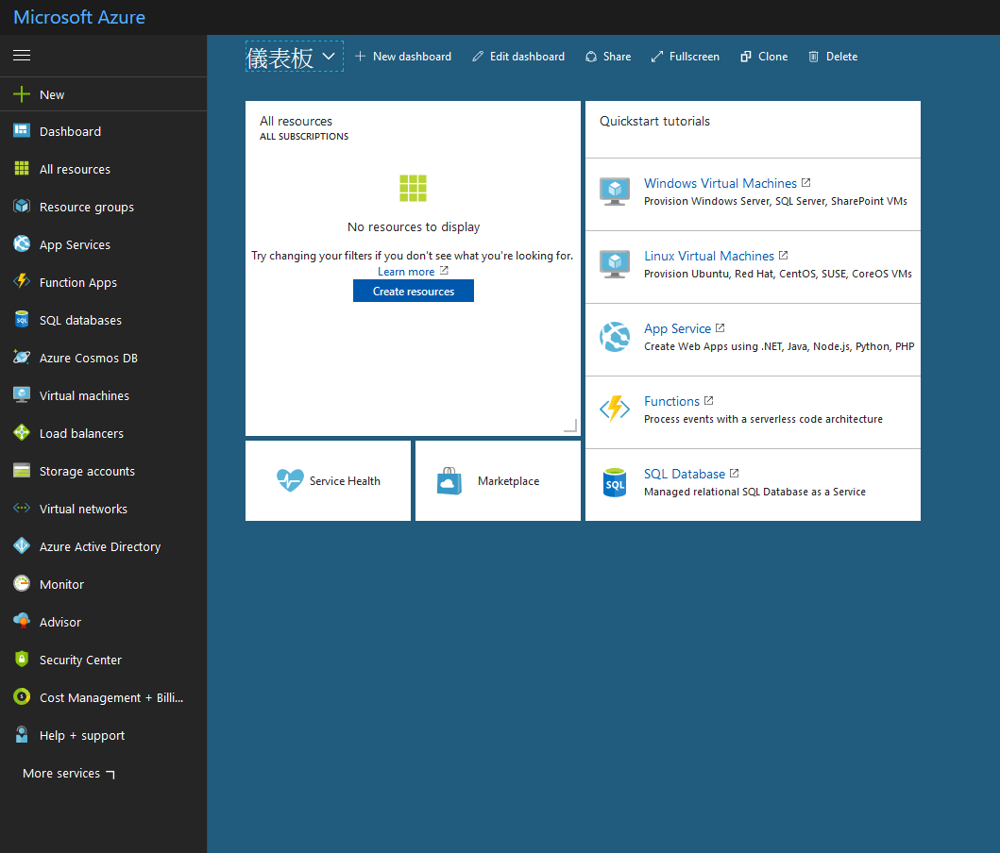 Microsoft Azure
儀表板
New dashboard
Edit dashboard
Share
Fullscreen
Clone
Delete
New
Dashboard
All resources
Resource groups
App Services
Function Apps
SQL databases
Azure Cosmos DB
Virtual machines
Load balancers
Storage accounts
Virtual networks
Azure Active Directory
Monitor
Advisor
Security Center
Cost Management + Billi...
Help + support
More services
All resources
ALL SUBSCRIPTIONS
No resources to display
Try changing your filters if you don't see what you're looking for.
Learn more
Create resources
Service Health
Marketplace
Quickstart tutorials
Windows Virtual Machines
Provision Windows Server, SQL Server, SharePoint VMs
Linux Virtual Machines
Provision Ubuntu, Red Hat, CentOS, SUSE, CoreOS VMs
App Service
Create Web Apps using .NET, Java, Node.js, Python, PHP
Functions
Process events with a serverless code architecture
SQL
SQL Database
Managed relational SQL Database as a Service